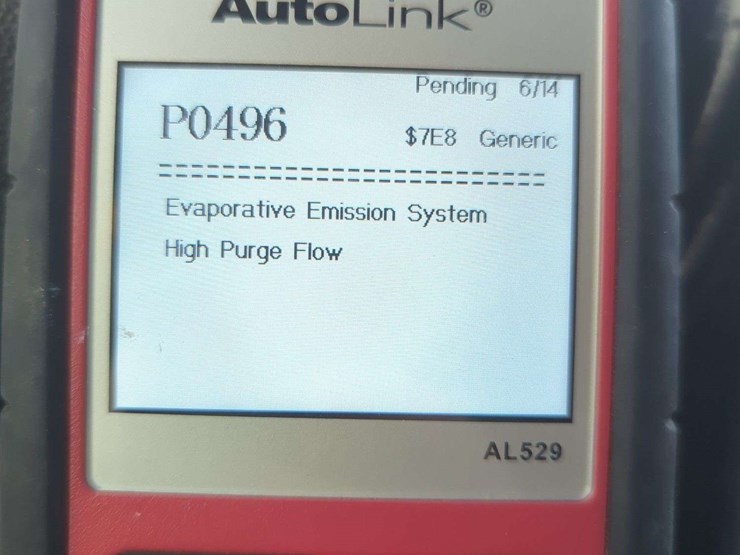 AutoLink®
Pending 6/14
P0496
$7E8 Generic
==========================
Evaporative Emission System
High Purge Flow
AL529